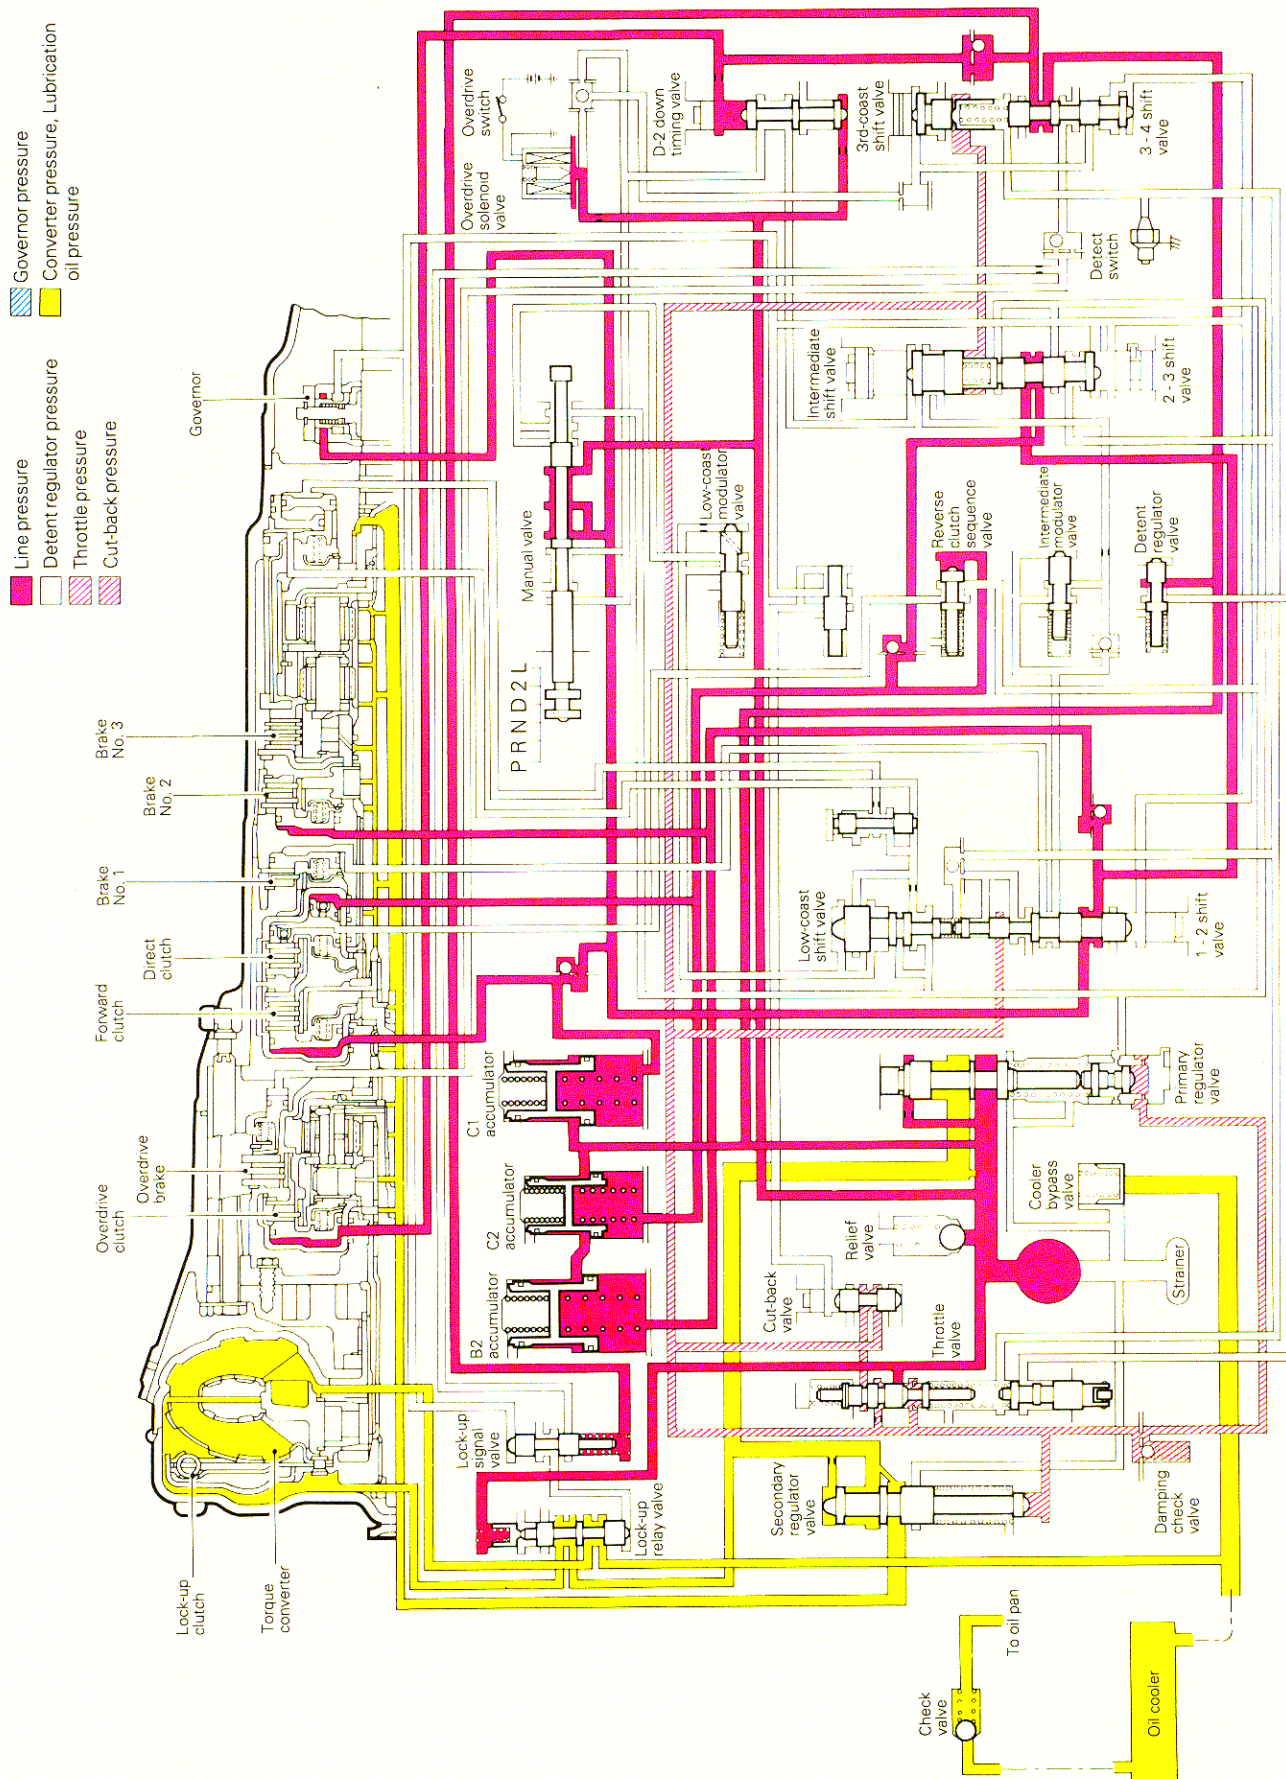 Line pressure
Detent regulator pressure
Throttle pressure
Cut-back pressure
Governor pressure
Converter pressure, Lubrication
oil pressure
Lock-up
clutch
Torque
converter
Overdrive
clutch
Overdrive
brake
Forward
clutch
Direct
clutch
Brake
No. 1
Brake
No. 2
Brake
No. 3
Governor
Lock-up
signal
valve
Lock-up
relay valve
B2
accumulator
C2
accumulator
C1
accumulator
P R N D 2 L
Manual valve
Overdrive
solenoid
valve
Overdrive
switch
D-2 down
timing valve
Low-coast
modulator
valve
Intermediate
shift valve
3rd-coast
shift valve
Secondary
regulator
valve
Cut-back
valve
Relief
valve
Throttle
valve
Low-coast
shift valve
Reverse
clutch
sequence
valve
Intermediate
modulator
valve
Detent
regulator
valve
2 - 3 shift
valve
Detect
switch
3 - 4 shift
valve
Check
valve
To oil pan
Oil cooler
Damping
check
valve
Strainer
Cooler
bypass
valve
Primary
regulator
valve
1 - 2 shift
valve